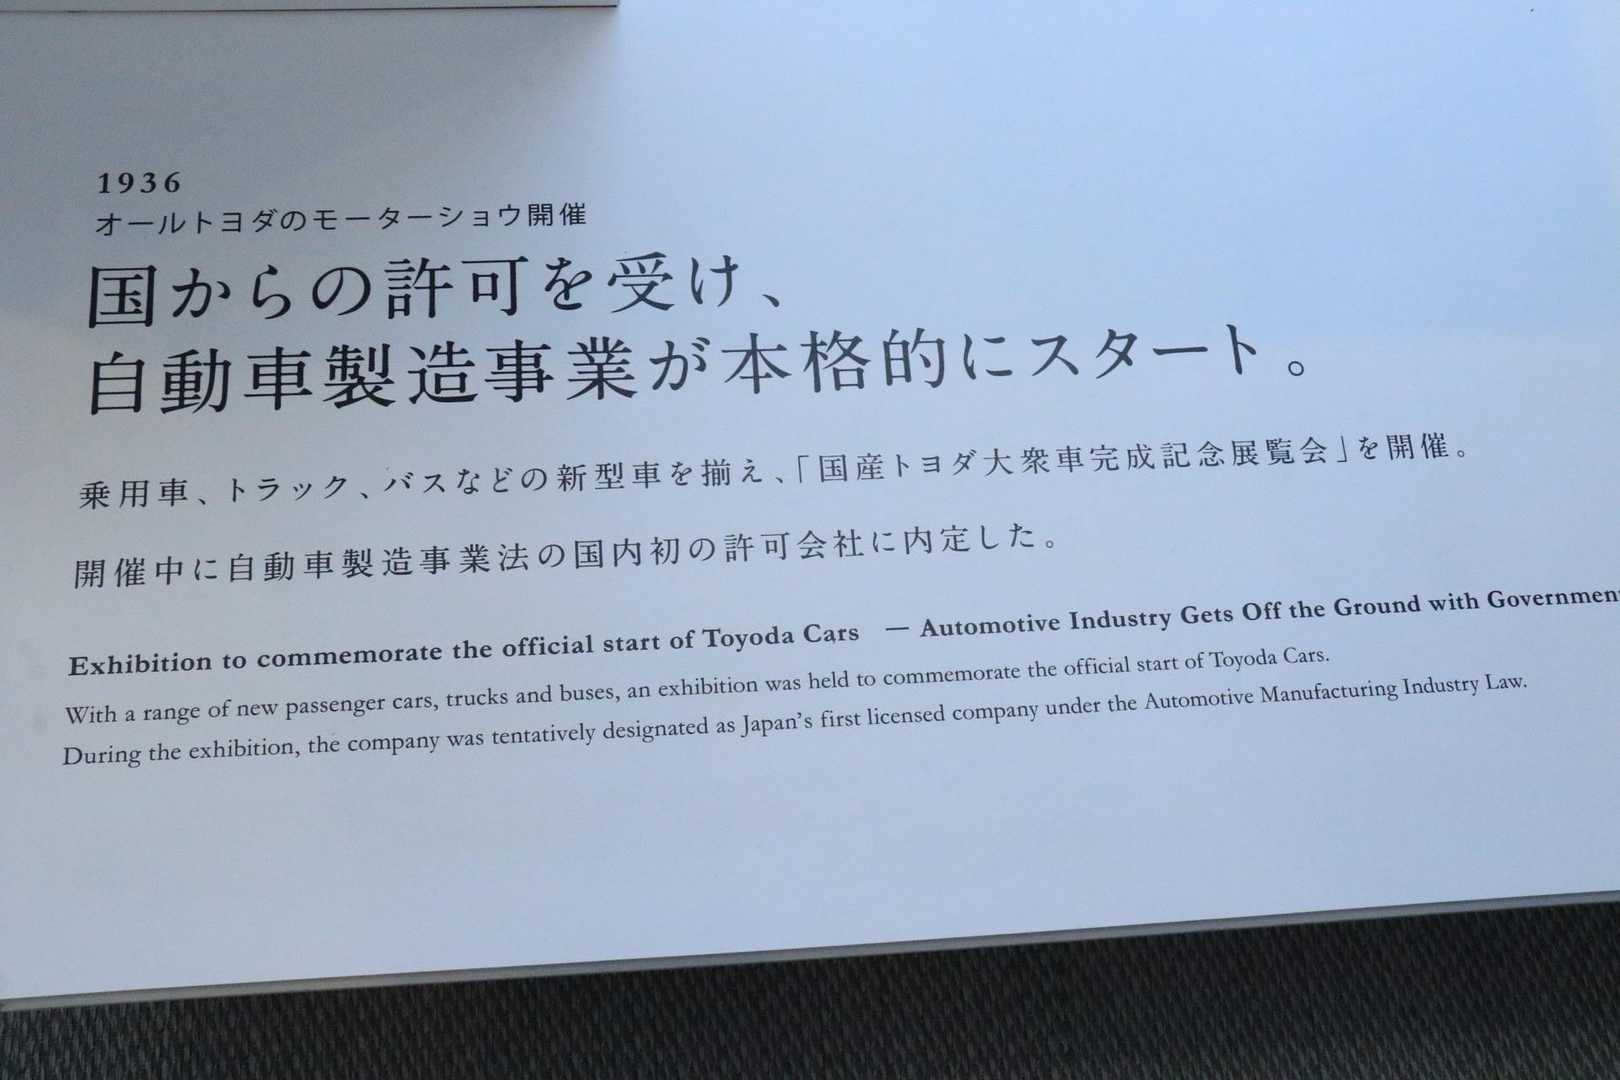 1936
オールトヨダのモーターショウ開催
国からの許可を受け、
自動車製造事業が本格的にスタート。
乗用車、トラック、バスなどの新型車を揃え、「国産トヨダ大衆車完成記念展覧会」を開催。
開催中に自動車製造事業法の国内初の許可会社に内定した。
Exhibition to commemorate the official start of Toyoda Cars — Automotive Industry Gets Off the Ground with Government
With a range of new passenger cars, trucks and buses, an exhibition was held to commemorate the official start of Toyoda Cars.
During the exhibition, the company was tentatively designated as Japan's first licensed company under the Automotive Manufacturing Industry Law.